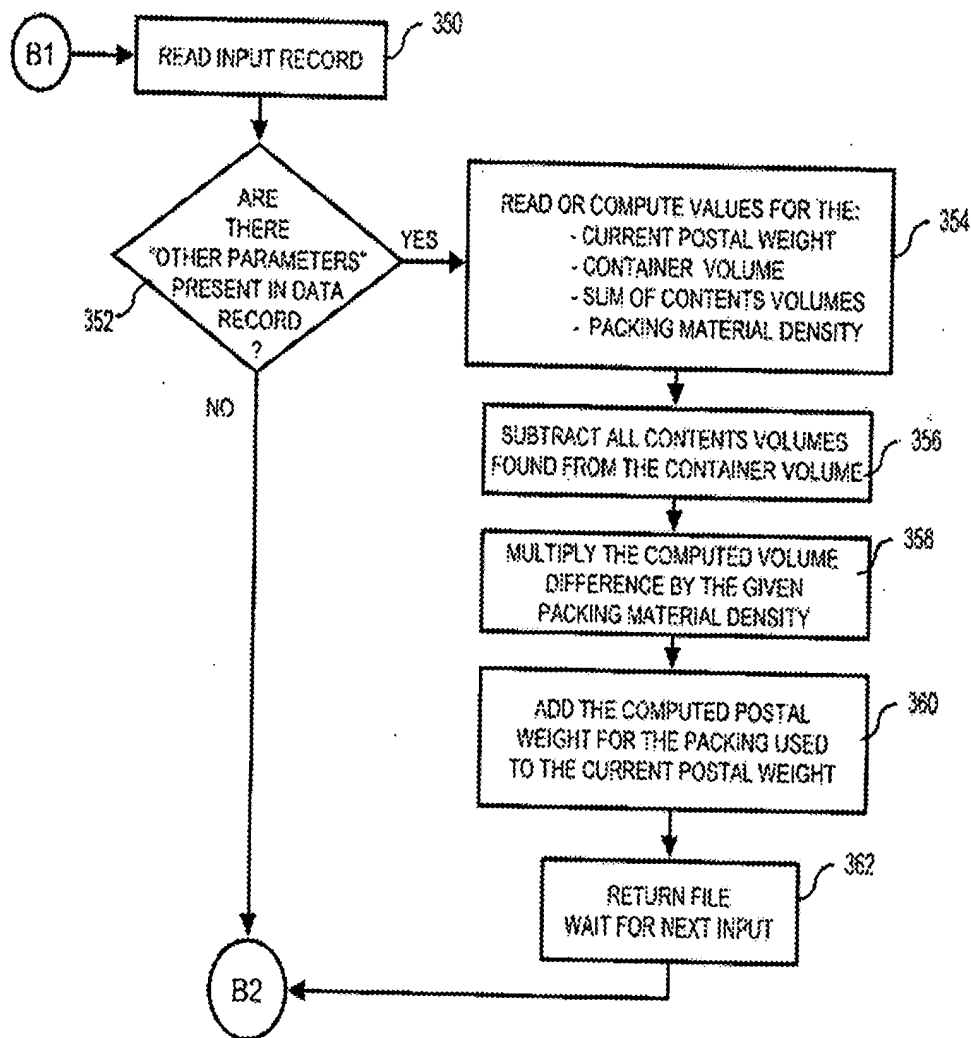 B1
READ INPUT RECORD
350
ARE
THERE
"OTHER PARAMETERS"
PRESENT IN DATA
RECORD
?
352
YES
NO
READ OR COMPUTE VALUES FOR THE:
- CURRENT POSTAL WEIGHT
- CONTAINER VOLUME
- SUM OF CONTENTS VOLUMES
- PACKING MATERIAL DENSITY
354
SUBTRACT ALL CONTENTS VOLUMES
FOUND FROM THE CONTAINER VOLUME
356
MULTIPLY THE COMPUTED VOLUME
DIFFERENCE BY THE GIVEN
PACKING MATERIAL DENSITY
358
ADD THE COMPUTED POSTAL
WEIGHT FOR THE PACKING USED
TO THE CURRENT POSTAL WEIGHT
360
RETURN FILE
WAIT FOR NEXT INPUT
362
B2